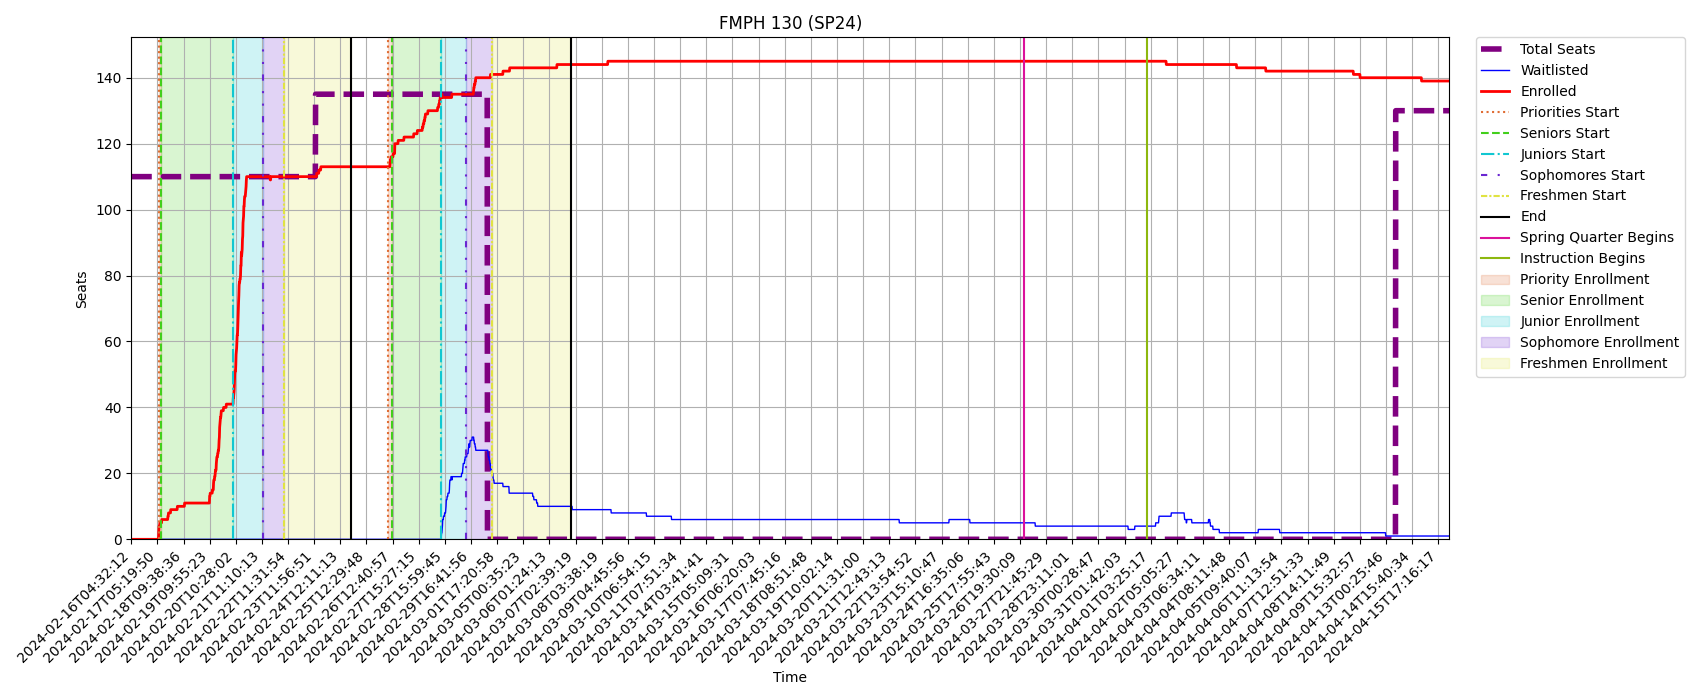 FMPH 130 (SP24)
Seats
140
120
100
80
60
40
20
0
2024-02-16T04:32:12
2024-02-17T05:19:50
2024-02-18T09:38:36
2024-02-19T09:55:23
2024-02-20T10:28:02
2024-02-21T11:10:13
2024-02-22T11:31:54
2024-02-23T11:56:51
2024-02-24T12:11:13
2024-02-25T12:29:48
2024-02-26T12:40:57
2024-02-27T15:27:15
2024-02-28T15:59:45
2024-02-29T16:41:56
2024-03-01T17:20:58
2024-03-05T00:35:23
2024-03-06T01:24:13
2024-03-07T02:39:19
2024-03-08T03:38:19
2024-03-09T04:45:56
2024-03-10T06:54:15
2024-03-11T07:51:34
2024-03-14T03:41:41
2024-03-15T05:09:31
2024-03-16T06:20:03
2024-03-17T07:45:16
2024-03-18T08:51:48
2024-03-19T10:02:14
2024-03-20T11:31:00
2024-03-21T12:43:13
2024-03-22T13:54:52
2024-03-23T15:10:47
2024-03-24T16:35:06
2024-03-25T17:55:43
2024-03-26T19:30:09
2024-03-27T21:45:29
2024-03-28T23:11:01
2024-03-30T00:28:47
2024-03-31T01:42:03
2024-04-01T03:25:17
2024-04-02T05:05:27
2024-04-03T06:34:11
2024-04-04T08:11:48
2024-04-05T09:40:07
2024-04-06T11:13:54
2024-04-07T12:51:33
2024-04-08T14:11:49
2024-04-09T15:32:57
2024-04-13T00:25:46
2024-04-14T15:40:34
2024-04-15T17:16:17
Time
Total Seats
Waitlisted
Enrolled
Priorities Start
Seniors Start
Juniors Start
Sophomores Start
Freshmen Start
End
Spring Quarter Begins
Instruction Begins
Priority Enrollment
Senior Enrollment
Junior Enrollment
Sophomore Enrollment
Freshmen Enrollment